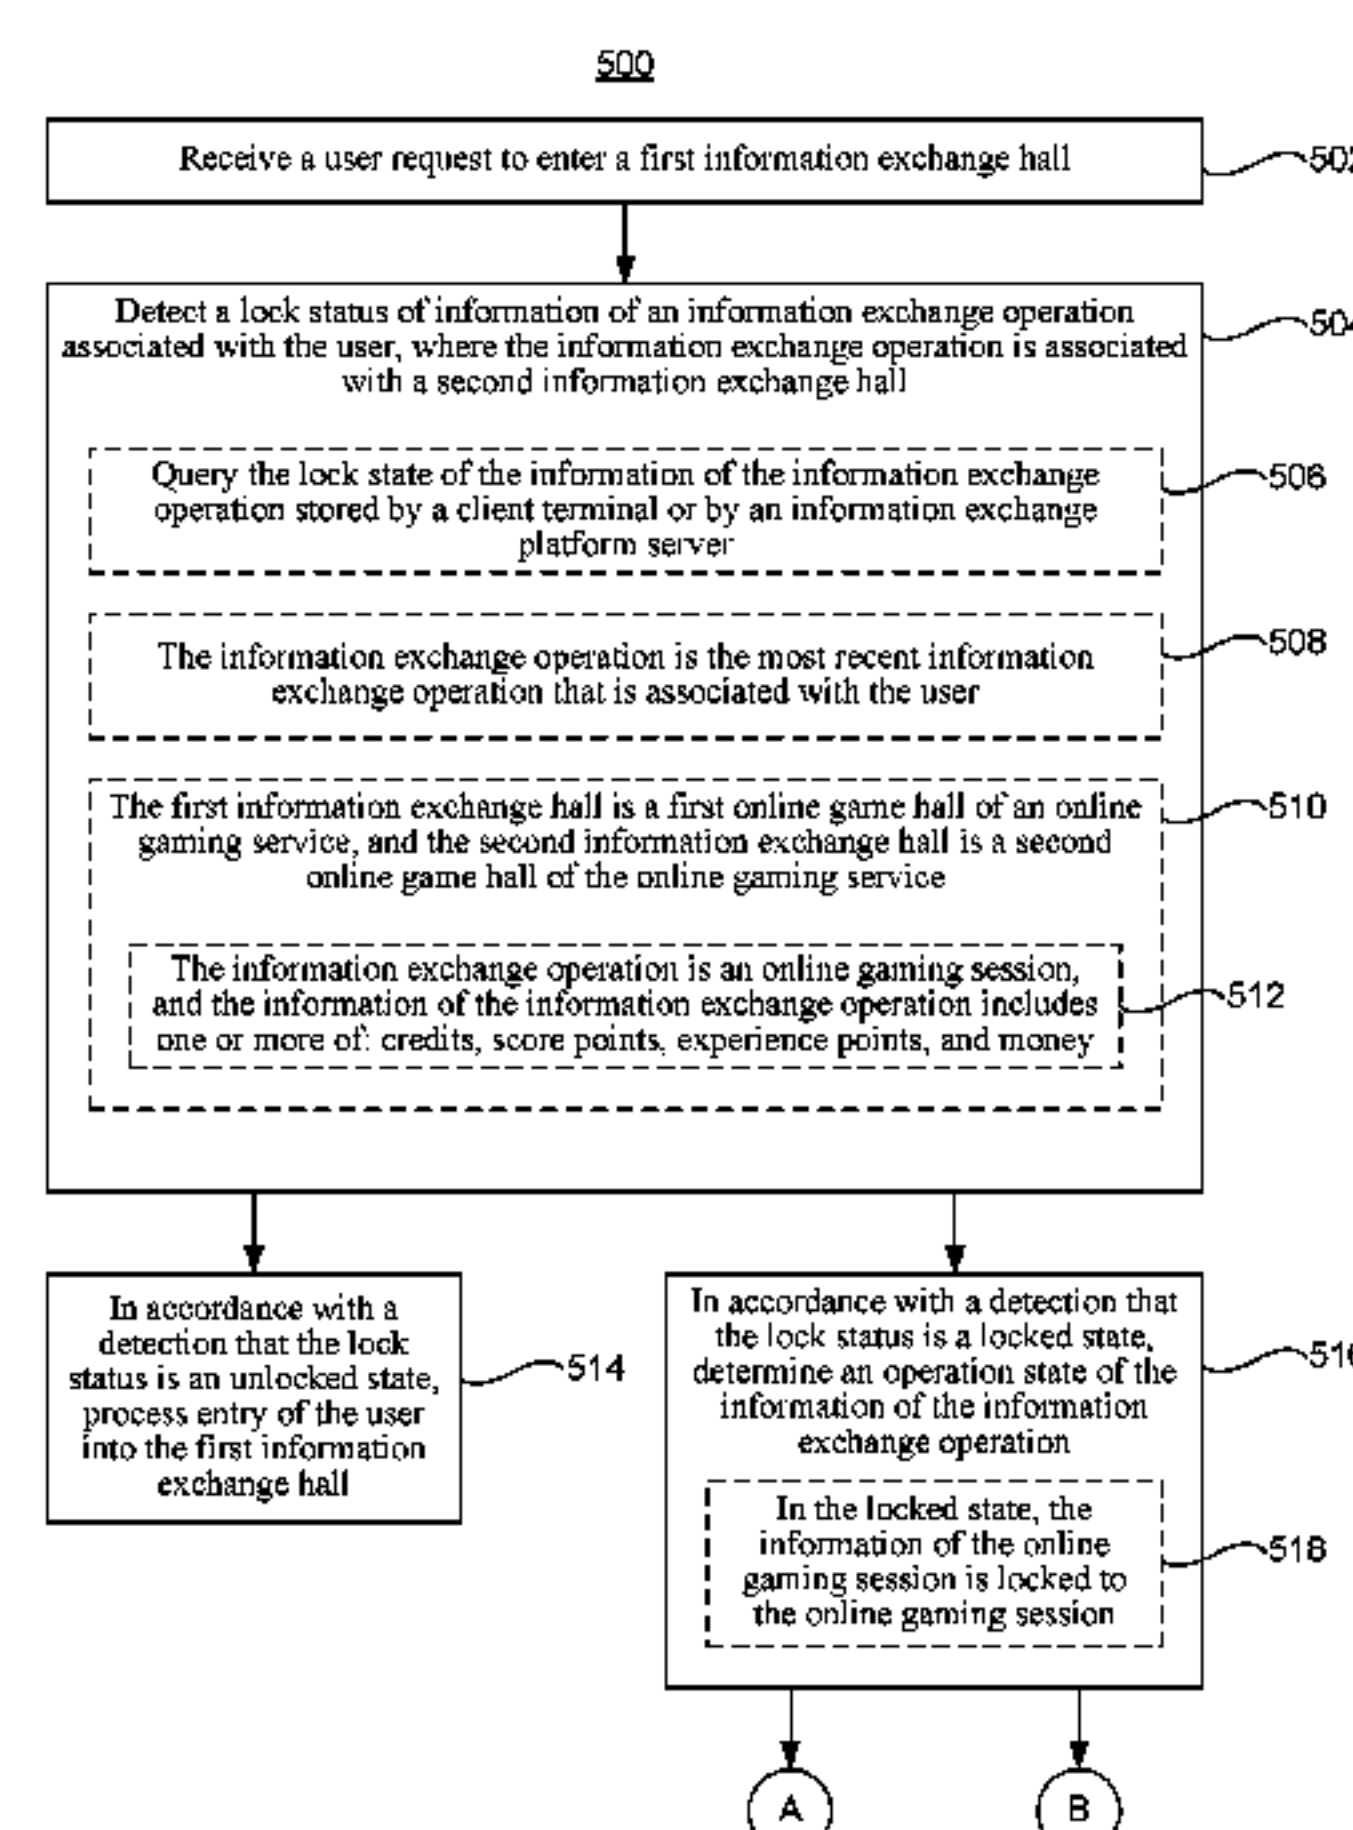 500
Receive a user request to enter a first information exchange hall
502
Detect a lock status of information of an information exchange operation
associated with the user, where the information exchange operation is associated
with a second information exchange hall
504
Query the lock state of the information of the information exchange
operation stored by a client terminal or by an information exchange
platform server
506
The information exchange operation is the most recent information
exchange operation that is associated with the user
508
The first information exchange hall is a first online game hall of an online
gaming service, and the second information exchange hall is a second
online game hall of the online gaming service
510
The information exchange operation is an online gaming session,
and the information of the information exchange operation includes
one or more of: credits, score points, experience points, and money
512
In accordance with a
detection that the lock
status is an unlocked state,
process entry of the user
into the first information
exchange hall
514
In accordance with a detection that
the lock status is a locked state,
determine an operation state of the
information of the information
exchange operation
516
In the locked state, the
information of the online
gaming session is locked to
the online gaming session
518
A
B